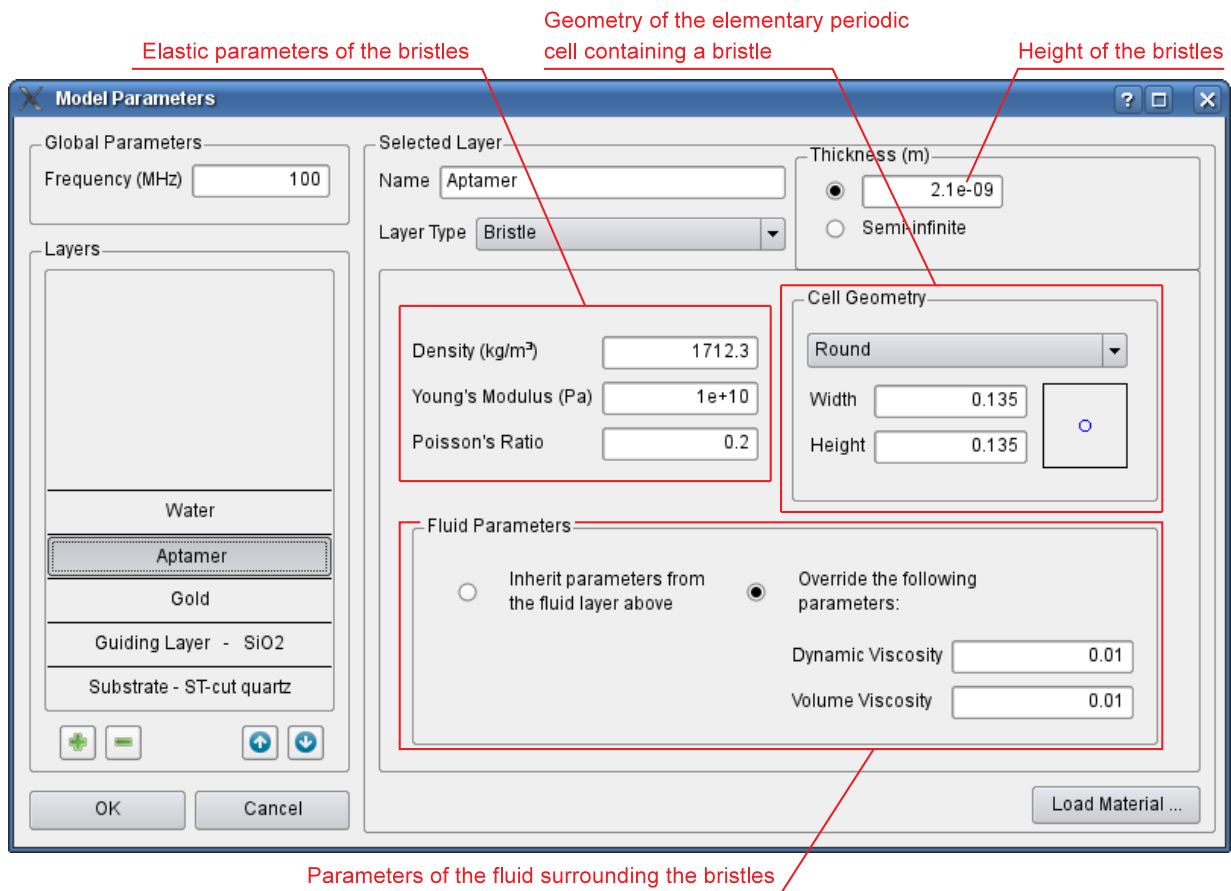 Geometry of the elementary periodic
cell containing a bristle
Elastic parameters of the bristles
Height of the bristles
Model Parameters
?
Global Parameters
Frequency (MHz) 100
Layers
Water
Aptamer
Gold
Guiding Layer - SiO2
Substrate - ST-cut quartz
OK Cancel
Selected Layer
Name Aptamer
Layer Type Bristle
Thickness (m)
2.1e-09
Semi-infinite
Density (kg/m³) 1712.3
Young's Modulus (Pa) 1e+10
Poisson's Ratio 0.2
Cell Geometry
Round
Width 0.135
Height 0.135
Fluid Parameters
Inherit parameters from
the fluid layer above
Override the following
parameters:
Dynamic Viscosity 0.01
Volume Viscosity 0.01
Load Material ...
Parameters of the fluid surrounding the bristles